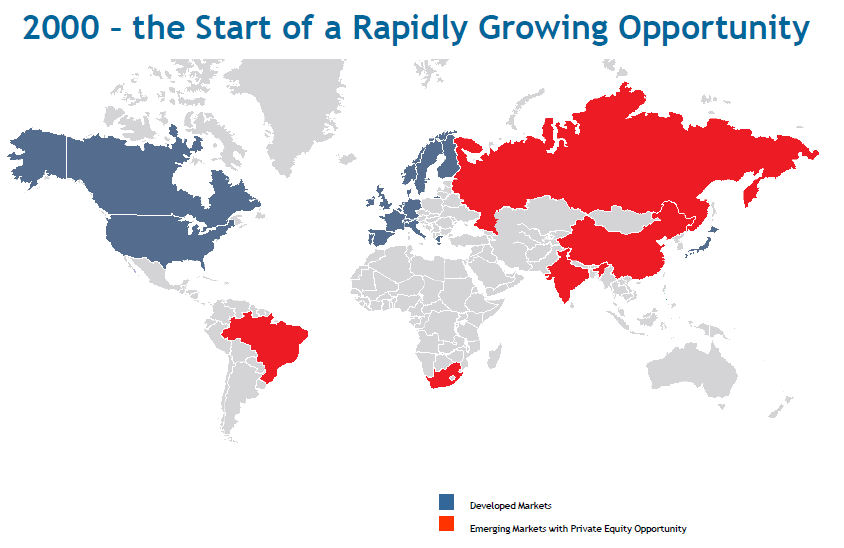 2000 – the Start of a Rapidly Growing Opportunity
Developed Markets
Emerging Markets with Private Equity Opportunity